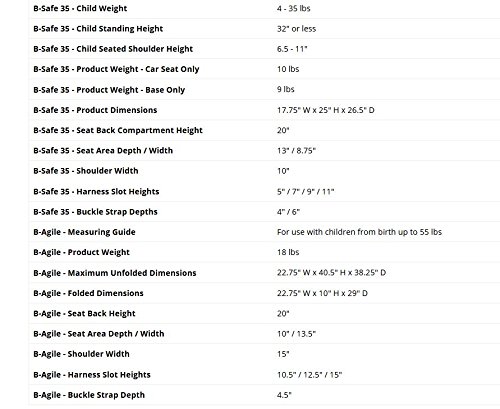 B-Safe 35 - Child Weight 4 - 35 lbs
B-Safe 35 - Child Standing Height 32" or less
B-Safe 35 - Child Seated Shoulder Height 6.5 - 11"
B-Safe 35 - Product Weight - Car Seat Only 10 lbs
B-Safe 35 - Product Weight - Base Only 9 lbs
B-Safe 35 - Product Dimensions 17.75" W x 25" H x 26.5" D
B-Safe 35 - Seat Back Compartment Height 20"
B-Safe 35 - Seat Area Depth / Width 13" / 8.75"
B-Safe 35 - Shoulder Width 10"
B-Safe 35 - Harness Slot Heights 5" / 7" / 9" / 11"
B-Safe 35 - Buckle Strap Depths 4" / 6"
B-Agile - Measuring Guide For use with children from birth up to 55 lbs
B-Agile - Product Weight 18 lbs
B-Agile - Maximum Unfolded Dimensions 22.75" W x 40.5" H x 38.25" D
B-Agile - Folded Dimensions 22.75" W x 10" H x 29" D
B-Agile - Seat Back Height 20"
B-Agile - Seat Area Depth / Width 10" / 13.5"
B-Agile - Shoulder Width 15"
B-Agile - Harness Slot Heights 10.5" / 12.5" / 15"
B-Agile - Buckle Strap Depth 4.5"